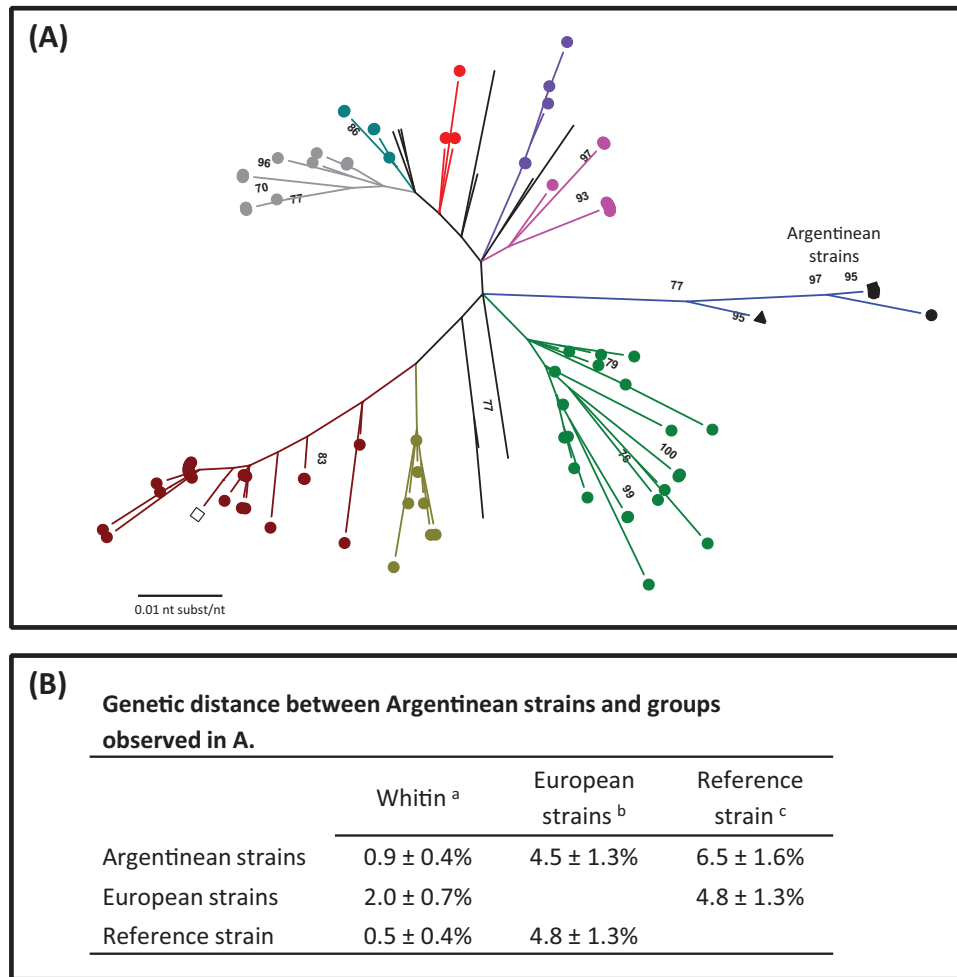 (A)
86
96
70
77
97
93
Argentinean
strains
77
97
95
95
79
77
100
76
99
83
0.01 nt subst/nt
(B)
Genetic distance between Argentinean strains and groups
observed in A.
Whitin a European strains b Reference strain c
Argentinean strains 0.9 ± 0.4% 4.5 ± 1.3% 6.5 ± 1.6%
European strains 2.0 ± 0.7% 4.8 ± 1.3%
Reference strain 0.5 ± 0.4% 4.8 ± 1.3%